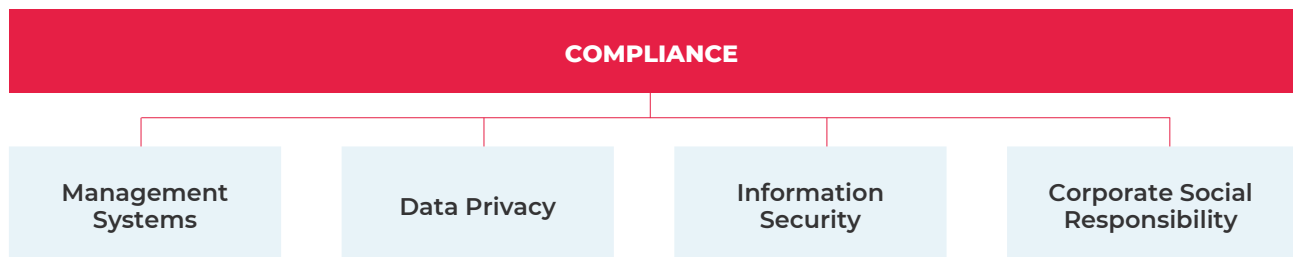 COMPLIANCE
Management
Systems
Data Privacy
Information
Security
Corporate Social
Responsibility